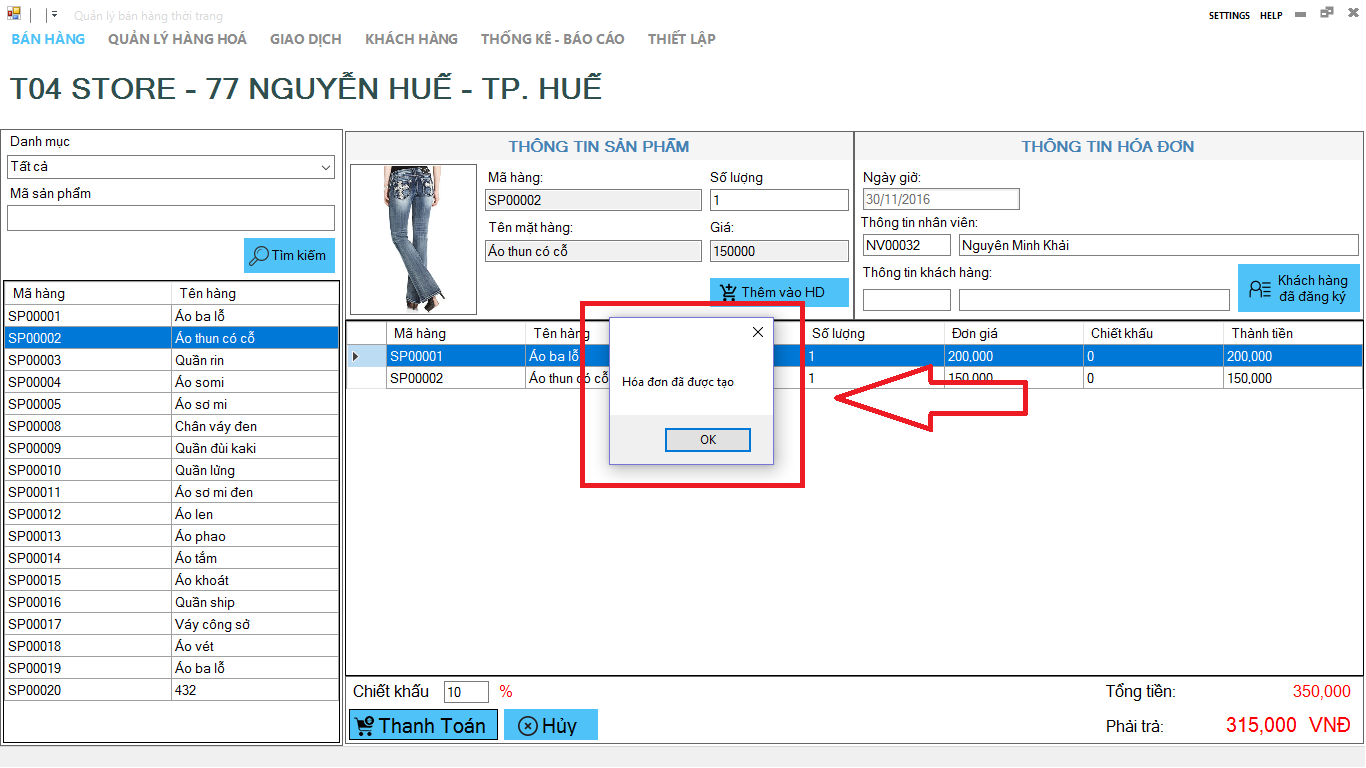 Quản lý bán hàng thời trang
SETTINGS HELP
BÁN HÀNG QUẢN LÝ HÀNG HOÁ GIAO DỊCH KHÁCH HÀNG THỐNG KÊ - BÁO CÁO THIẾT LẬP
T04 STORE - 77 NGUYỄN HUẾ - TP. HUẾ
Danh mục
Tất cả
Mã sản phẩm
Tìm kiếm
Mã hàng Tên hàng
SP00001 Áo ba lỗ
SP00002 Áo thun có cỗ
SP00003 Quần rin
SP00004 Áo somi
SP00005 Áo sơ mi
SP00008 Chân váy đen
SP00009 Quần đùi kaki
SP00010 Quần lửng
SP00011 Áo sơ mi đen
SP00012 Áo len
SP00013 Áo phao
SP00014 Áo tắm
SP00015 Áo khoát
SP00016 Quần ship
SP00017 Váy công sở
SP00018 Áo vét
SP00019 Áo ba lỗ
SP00020 432
THÔNG TIN SẢN PHẨM
Mã hàng: Số lượng
SP00002 1
Tên mặt hàng: Giá:
Áo thun có cỗ 150000
Thêm vào HD
THÔNG TIN HÓA ĐƠN
Ngày giờ:
30/11/2016
Thông tin nhân viên:
NV00032 Nguyên Minh Khải
Thông tin khách hàng:
Khách hàng
đã đăng ký
Mã hàng Tên hàng Số lượng Đơn giá Chiết khấu Thành tiền
SP00001 Áo ba lỗ 1 200,000 0 200,000
SP00002 Áo thun có cỗ 1 150,000 0 150,000
Hóa đơn đã được tạo
OK
Chiết khấu 10 %
Tổng tiền: 350,000
Thanh Toán Hủy
Phải trả: 315,000 VNĐ